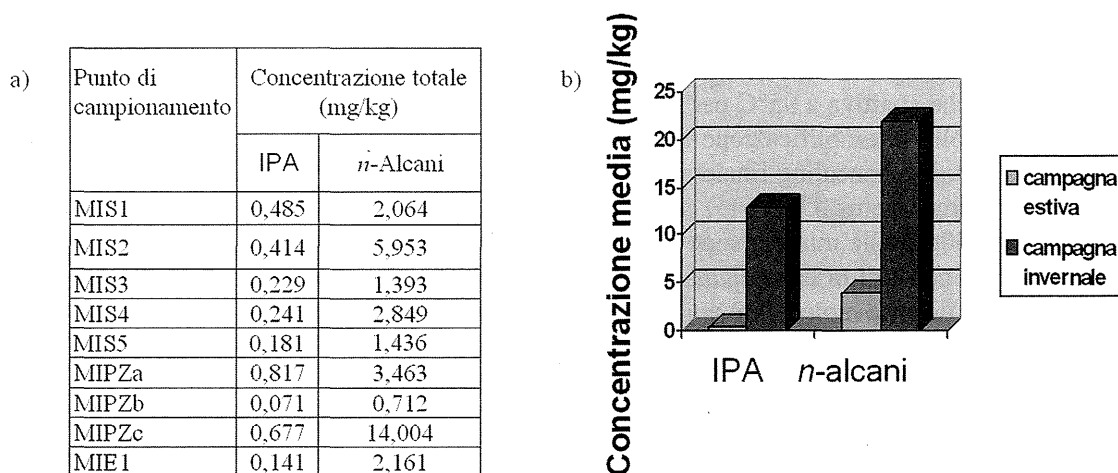 a)
Punto di campionamento Concentrazione totale (mg/kg)
IPA n-Alcani
MIS1 0,485 2,064
MIS2 0,414 5,953
MIS3 0,229 1,393
MIS4 0,241 2,849
MIS5 0,181 1,436
MIPZa 0,817 3,463
MIPZb 0,071 0,712
MIPZc 0,677 14,004
MIE1 0,141 2,161
b)
Concentrazione media (mg/kg)
25
20
15
10
5
0
IPA n-alcani
campagna
estiva
campagna
invernale